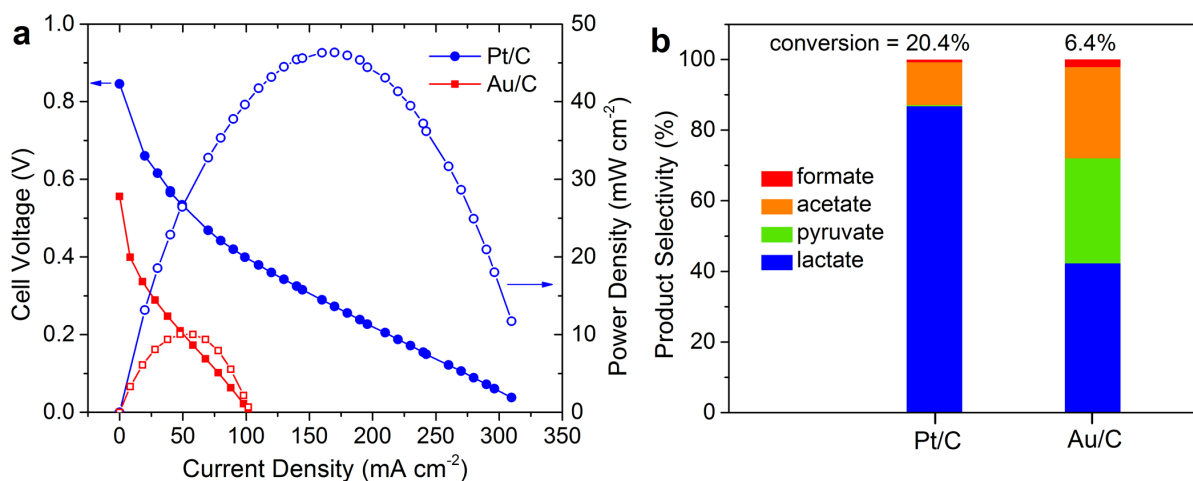 a
Pt/C
Au/C
Cell Voltage (V)
1.0
0.8
0.6
0.4
0.2
0.0
Power Density (mW cm⁻²)
50
40
30
20
10
0
0 50 100 150 200 250 300 350
Current Density (mA cm⁻²)
b
conversion = 20.4% 6.4%
Product Selectivity (%)
100
80
60
40
20
0
formate
acetate
pyruvate
lactate
Pt/C Au/C